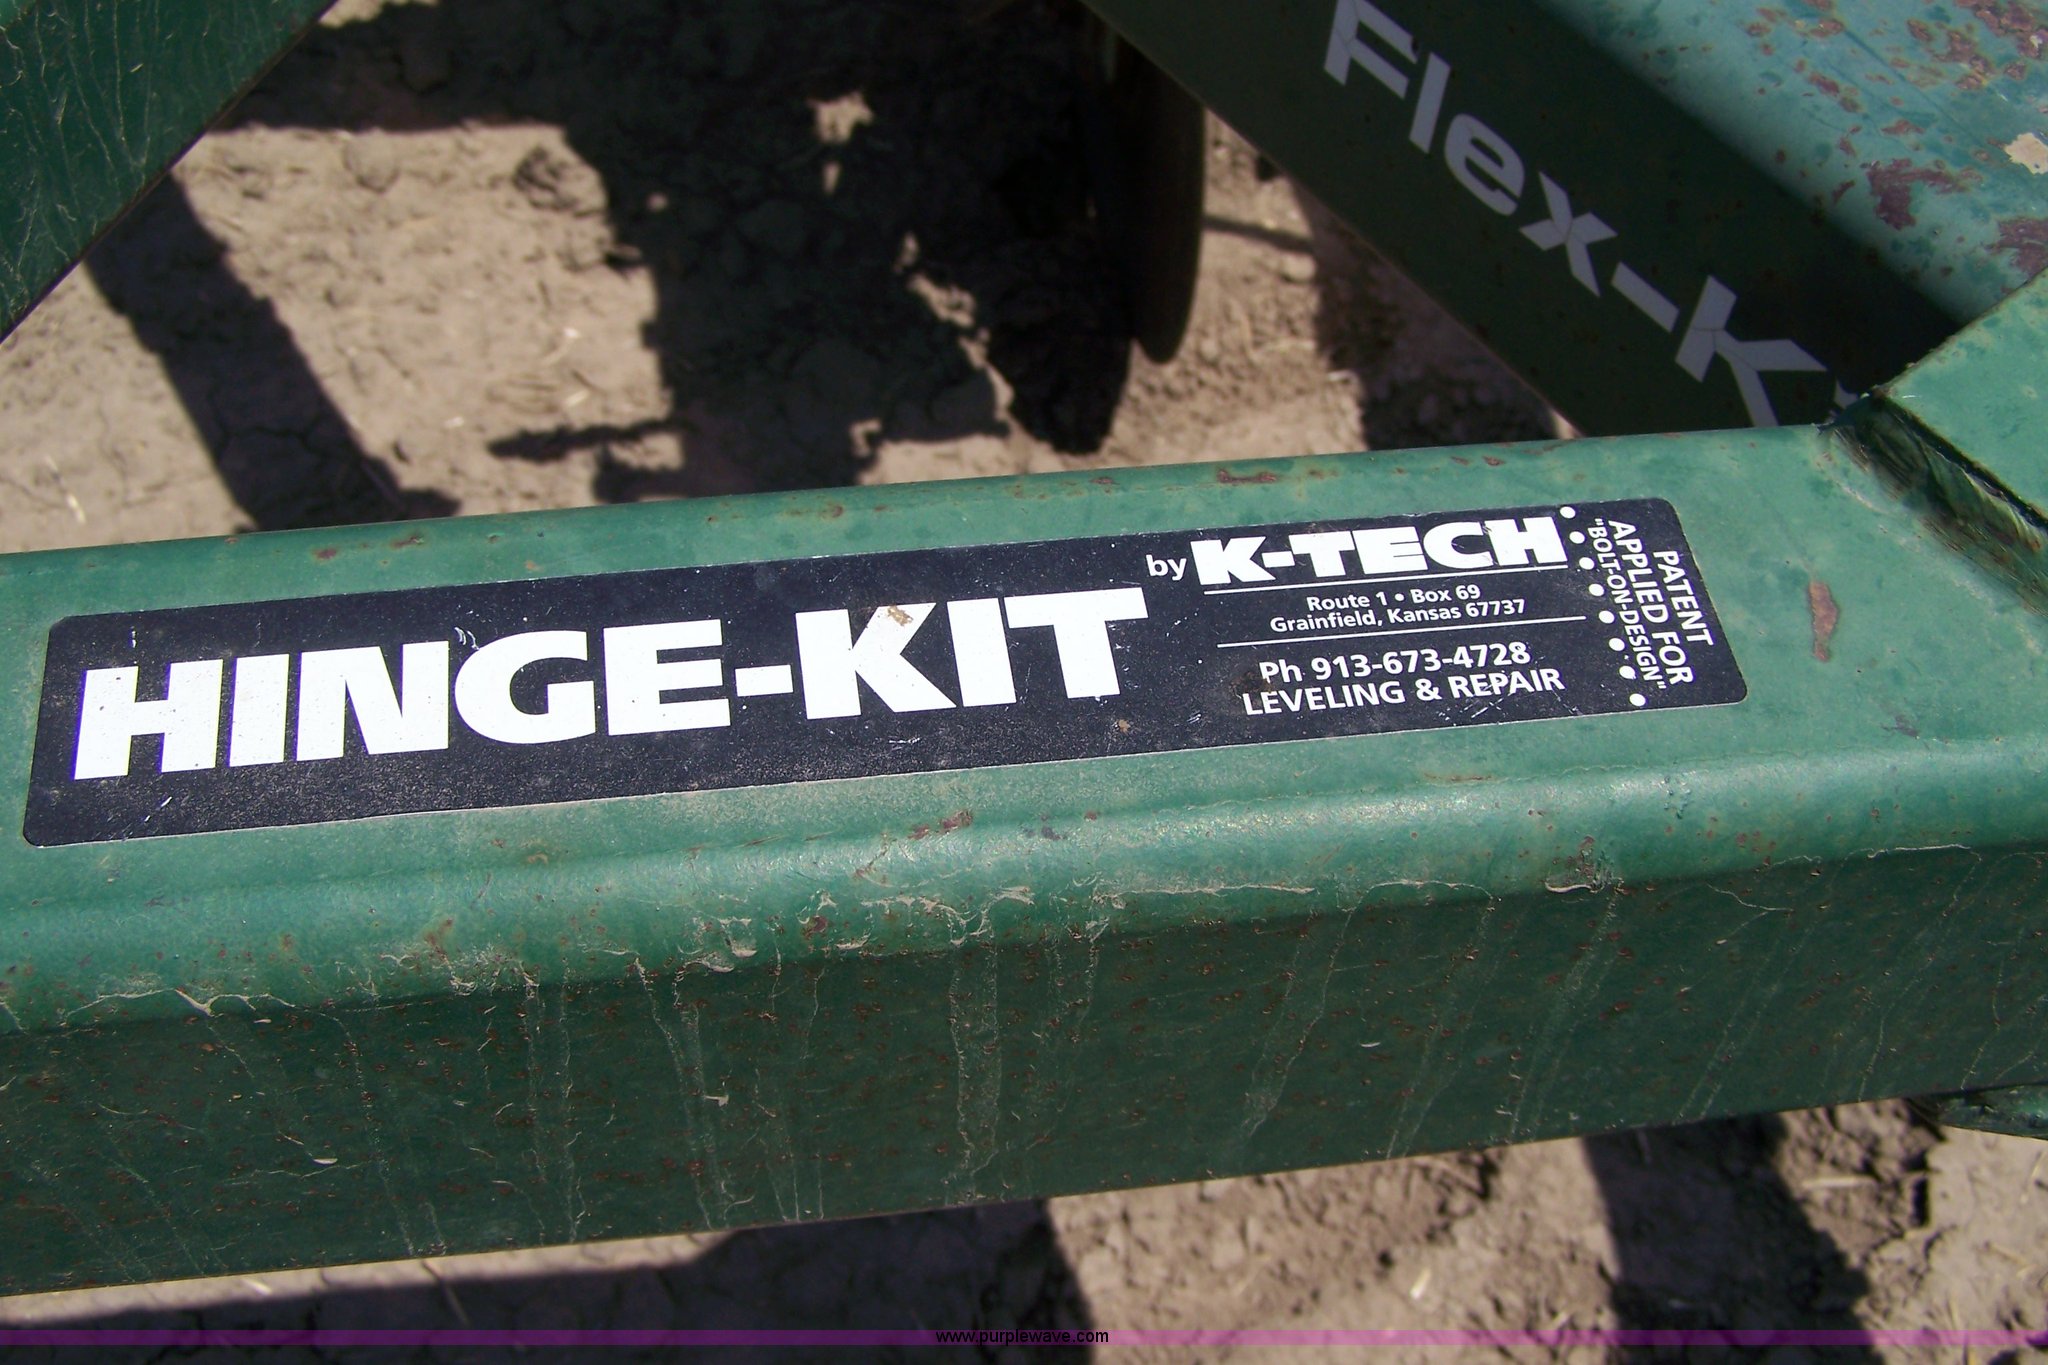 Flex-K
HINGE-KIT
by K-TECH
Route 1 • Box 69
Grainfield, Kansas 67737
Ph 913-673-4728
LEVELING & REPAIR
PATENT
APPLIED FOR
"BOLT-ON-DESIGN"
www.purplewave.com